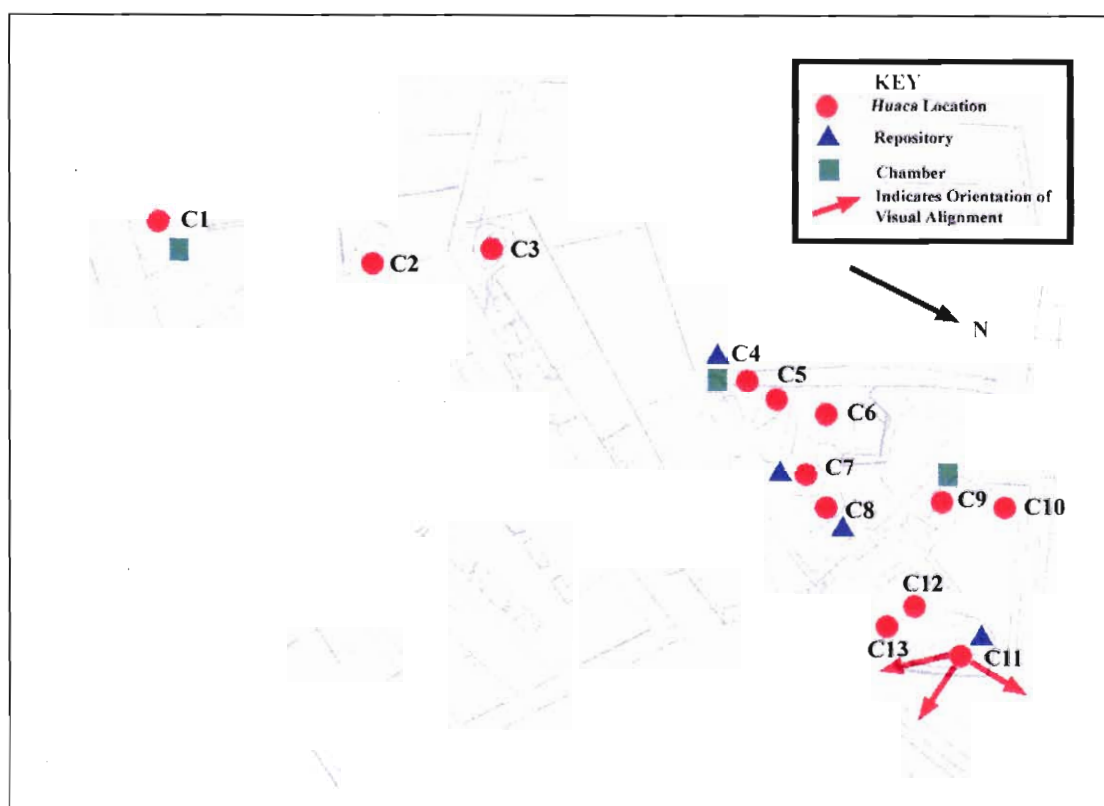 KEY
Huaca Location
Repository
Chamber
Indicates Orientation of
Visual Alignment
N
C1
C2
C3
C4
C5
C6
C7
C8
C9
C10
C12
C13
C11